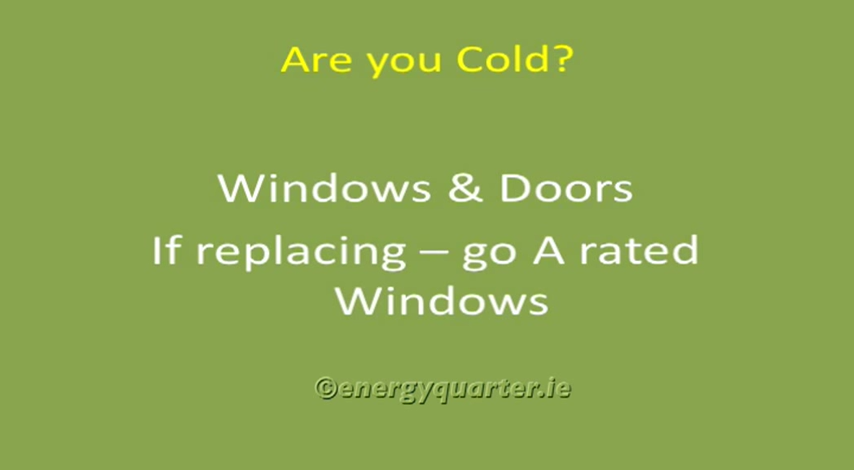 Are you Cold?
Windows & Doors
If replacing – go A rated
Windows
©energyquarter.ie